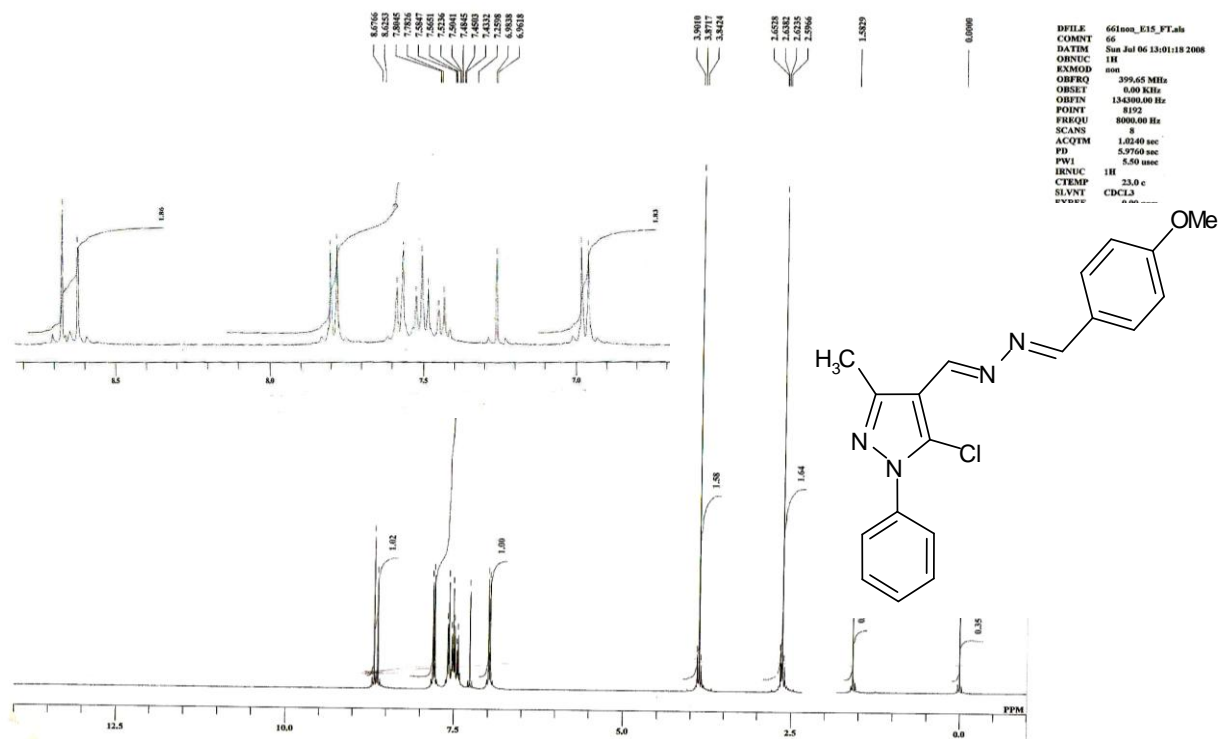 8.6766
8.6253
7.8045
7.7826
7.5847
7.5651
7.5236
7.5041
7.4845
7.4503
7.4332
7.2598
6.9838
6.9618
3.9010
3.8717
3.8424
2.6528
2.6382
2.6235
2.5966
1.5829
0.0000
DFILE 661non_E15_FT.als
COMNT 66
DATIM Sun Jul 06 13:01:18 2008
OBNUC 1H
EXMOD non
OBFRQ 399.65 MHz
OBSET 0.00 KHz
OBFIN 134300.00 Hz
POINT 8192
FREQU 8000.00 Hz
SCANS 8
ACQTM 1.0240 sec
PD 5.9760 sec
PW1 5.50 usec
IRNUC 1H
CTEMP 23.0 c
SLVNT CDCL3
1.86
1.83
8.5 8.0 7.5 7.0
OMe
N
N
H3C
N
N
Cl
1.02
1.00
1.58
1.64
0.
0.35
PPM
12.5 10.0 7.5 5.0 2.5 0.0